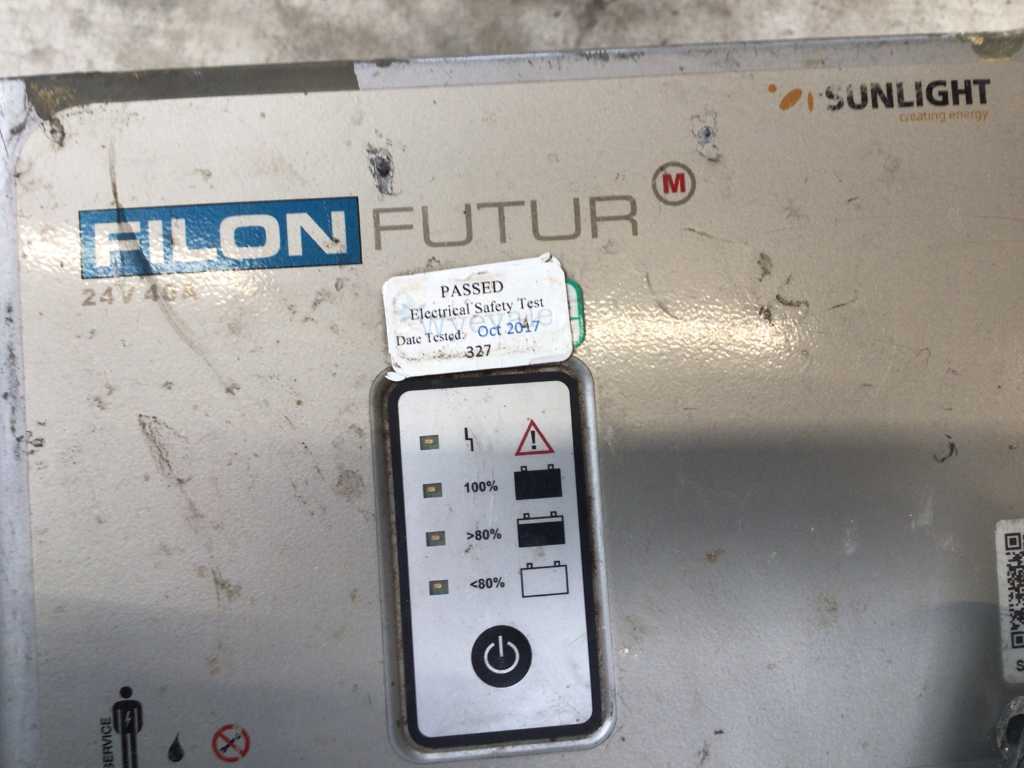 SUNLIGHT
creating energy
FILON FUTUR M
24V 40A
PASSED
Electrical Safety Test
Date Tested. Oct 2017
327
100%
>80%
<80%
SERVICE